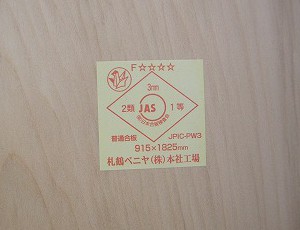 F☆☆☆☆
3mm
2類 JAS 1等
普通合板 JPIC-PW3
915×1825mm
札鶴ベニヤ(株)本社工場